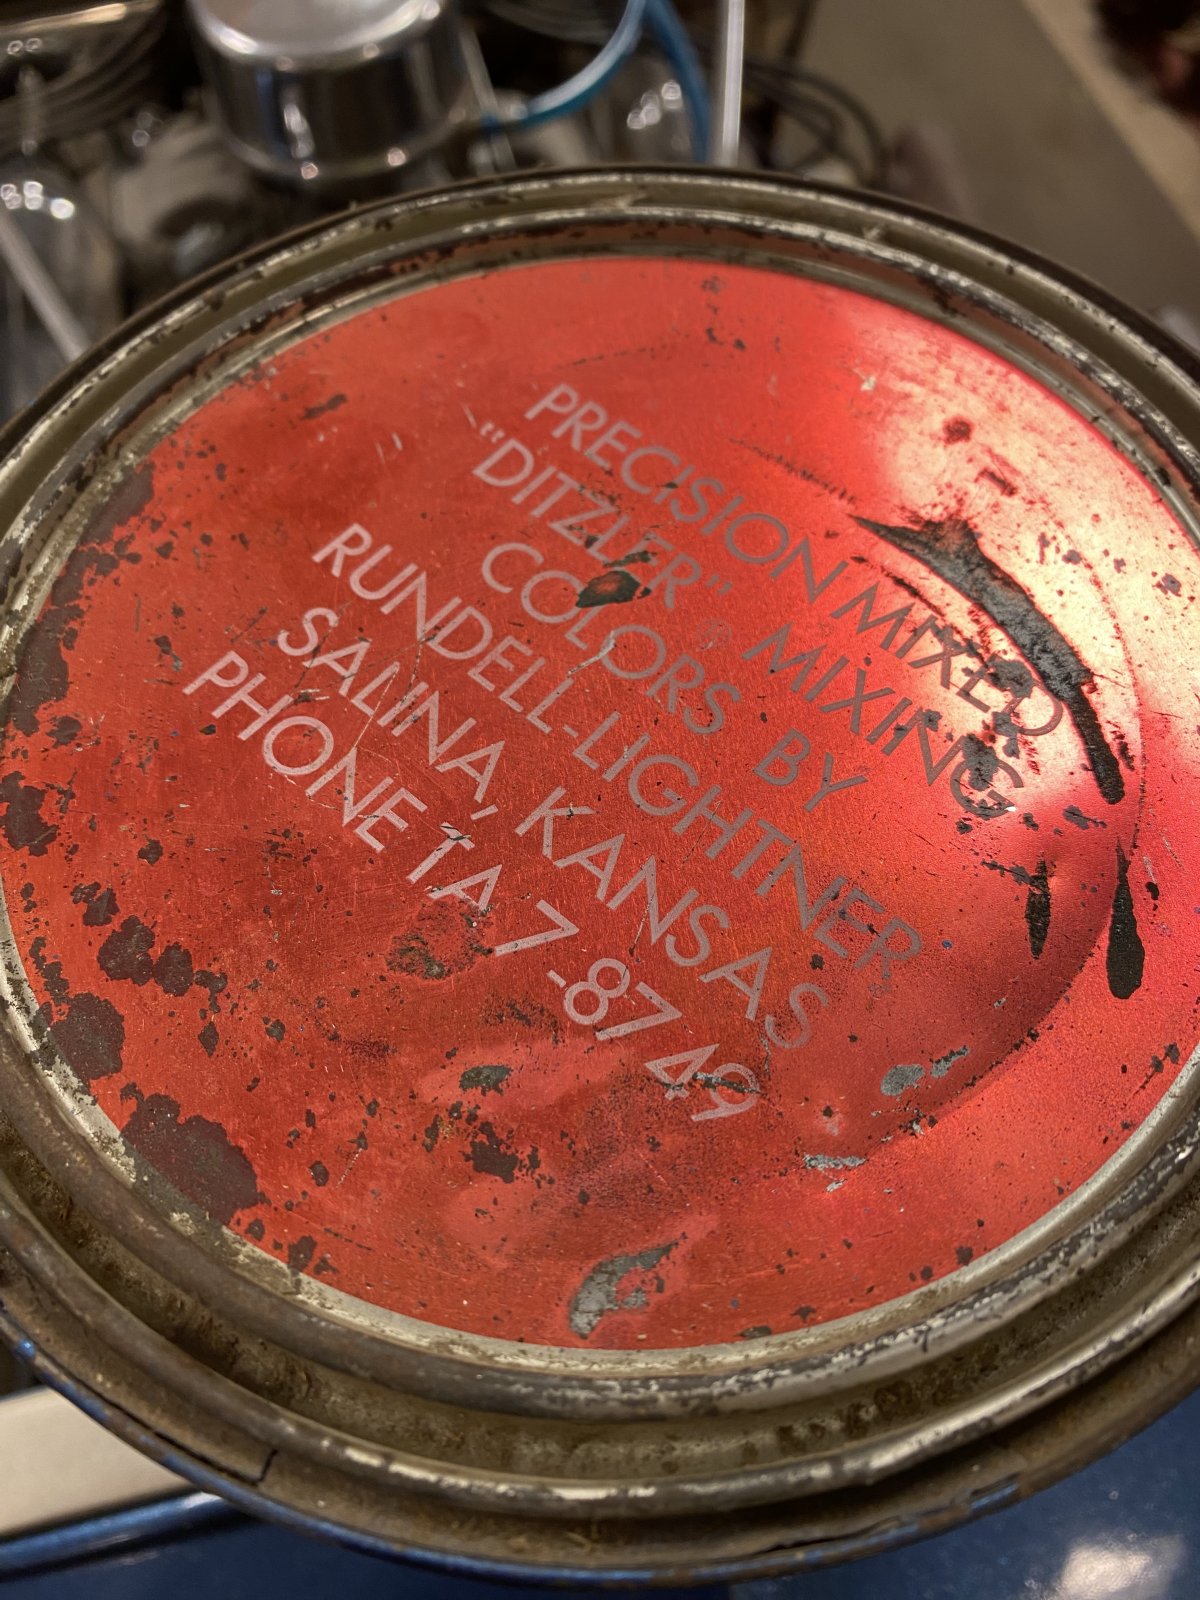 PRECISION MIXED
"DITZLER" MIXING
COLORS BY
RUNDELL-LIGHTNER
SALINA, KANSAS
PHONE TA 7-8749